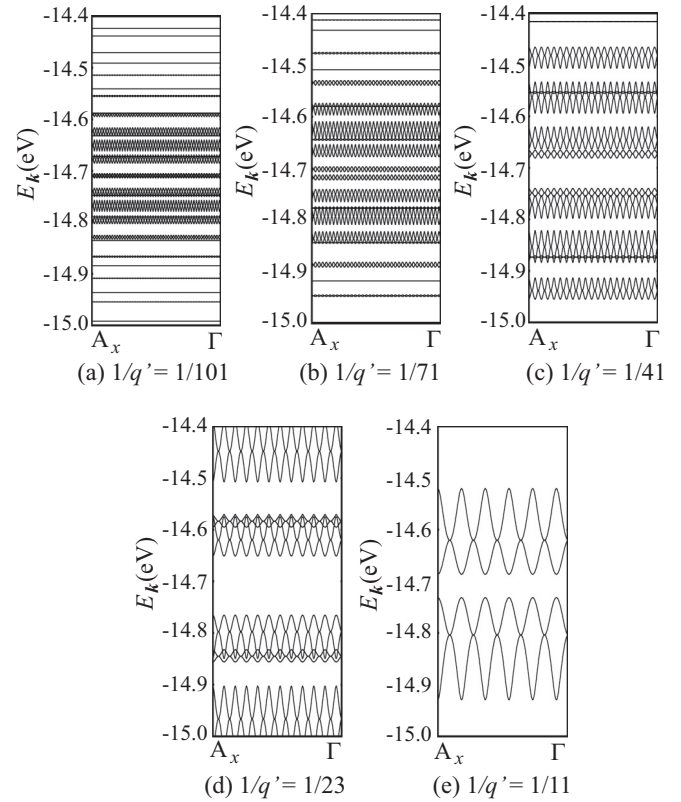 -14.4
-14.5
-14.6
-14.7
-14.8
-14.9
-15.0
E_k(eV)
A_x Γ
(a) 1/q’= 1/101
-14.4
-14.5
-14.6
-14.7
-14.8
-14.9
-15.0
E_k(eV)
A_x Γ
(b) 1/q’= 1/71
-14.4
-14.5
-14.6
-14.7
-14.8
-14.9
-15.0
E_k(eV)
A_x Γ
(c) 1/q’= 1/41
-14.4
-14.5
-14.6
-14.7
-14.8
-14.9
-15.0
E_k(eV)
A_x Γ
(d) 1/q’= 1/23
-14.4
-14.5
-14.6
-14.7
-14.8
-14.9
-15.0
E_k(eV)
A_x Γ
(e) 1/q’= 1/11